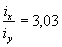 i_x / i_y = 3,03